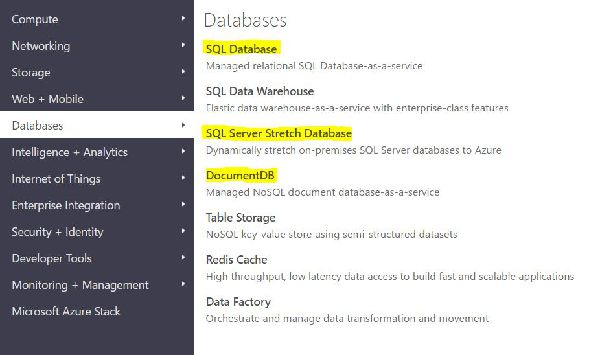 Compute
Networking
Storage
Web + Mobile
Databases
Intelligence + Analytics
Internet of Things
Enterprise Integration
Security + Identity
Developer Tools
Monitoring + Management
Microsoft Azure Stack
Databases
SQL Database
Managed relational SQL Database-as-a-service
SQL Data Warehouse
Elastic data warehouse-as-a-service with enterprise-class features
SQL Server Stretch Database
Dynamically stretch on-premises SQL Server databases to Azure
DocumentDB
Managed NoSQL document database-as-a-service
Table Storage
NoSQL key-value store using semi-structured datasets
Redis Cache
High throughput, low latency data access to build fast and scalable applications
Data Factory
Orchestrate and manage data transformation and movement